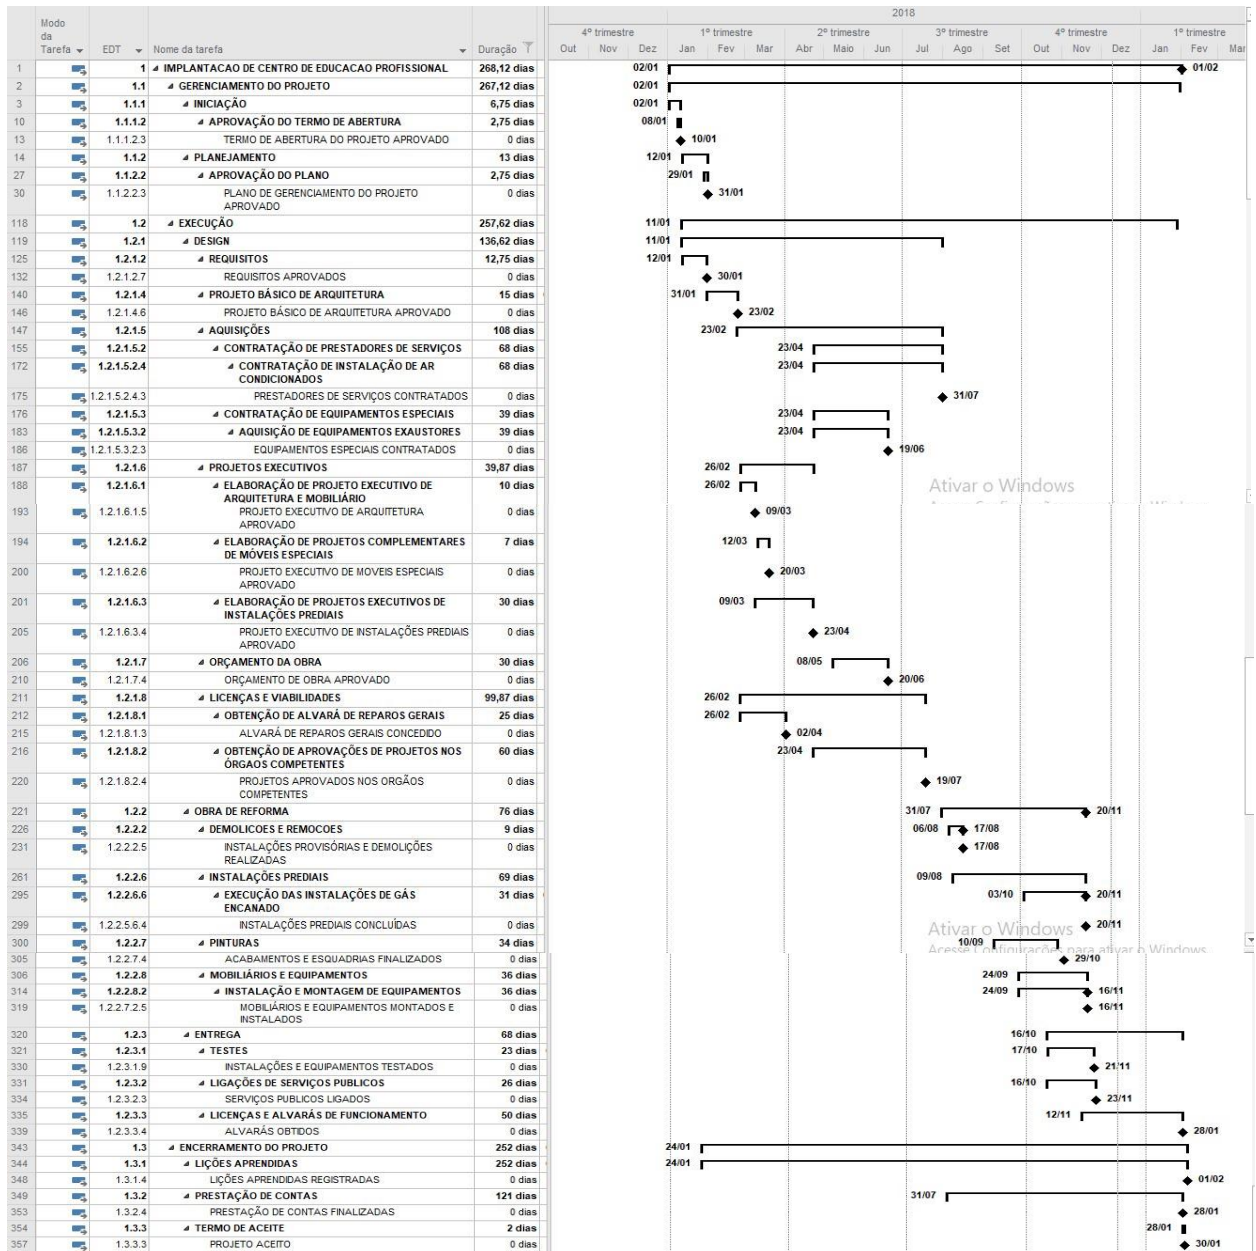 2018
4º trimestre 1º trimestre 2º trimestre 3º trimestre 4º trimestre 1º trimestre
Modo da Tarefa EDT Nome da tarefa Duração Out Nov Dez Jan Fev Mar Abr Maio Jun Jul Ago Set Out Nov Dez Jan Fev Mar
1 1 IMPLANTACAO DE CENTRO DE EDUCACAO PROFISSIONAL 268,12 dias 02/01 01/02
2 1.1 GERENCIAMENTO DO PROJETO 267,12 dias 02/01
3 1.1.1 INICIAÇÃO 6,75 dias 02/01
10 1.1.1.2 APROVAÇÃO DO TERMO DE ABERTURA 2,75 dias 08/01
13 1.1.1.2.3 TERMO DE ABERTURA DO PROJETO APROVADO 0 dias 10/01
14 1.1.2 PLANEJAMENTO 13 dias 12/01
27 1.1.2.2 APROVAÇÃO DO PLANO 2,75 dias 29/01
30 1.1.2.2.3 PLANO DE GERENCIAMENTO DO PROJETO 0 dias 31/01
APROVADO
118 1.2 EXECUÇÃO 257,62 dias 11/01
119 1.2.1 DESIGN 136,62 dias 11/01
125 1.2.1.2 REQUISITOS 12,75 dias 12/01
132 1.2.1.2.7 REQUISITOS APROVADOS 0 dias 30/01
140 1.2.1.4 PROJETO BÁSICO DE ARQUITETURA 15 dias 31/01
146 1.2.1.4.6 PROJETO BÁSICO DE ARQUITETURA APROVADO 0 dias 23/02
147 1.2.1.5 AQUISIÇÕES 108 dias 23/02
155 1.2.1.5.2 CONTRATAÇÃO DE PRESTADORES DE SERVIÇOS 68 dias 23/04
172 1.2.1.5.2.4 CONTRATAÇÃO DE INSTALAÇÃO DE AR 68 dias 23/04
CONDICIONADOS
175 1.2.1.5.2.4.3 PRESTADORES DE SERVIÇOS CONTRATADOS 0 dias 31/07
176 1.2.1.5.3 CONTRATAÇÃO DE EQUIPAMENTOS ESPECIAIS 39 dias 23/04
183 1.2.1.5.3.2 AQUISIÇÃO DE EQUIPAMENTOS EXAUSTORES 39 dias 23/04
186 1.2.1.5.3.2.3 EQUIPAMENTOS ESPECIAIS CONTRATADOS 0 dias 19/06
187 1.2.1.6 PROJETOS EXECUTIVOS 39,87 dias 26/02
188 1.2.1.6.1 ELABORAÇÃO DE PROJETO EXECUTIVO DE 10 dias 26/02
ARQUITETURA E MOBILIÁRIO
Ativar o Windows
193 1.2.1.6.1.5 PROJETO EXECUTIVO DE ARQUITETURA 0 dias 09/03
APROVADO
194 1.2.1.6.2 ELABORAÇÃO DE PROJETOS COMPLEMENTARES 7 dias 12/03
DE MÓVEIS ESPECIAIS
200 1.2.1.6.2.6 PROJETO EXECUTIVO DE MOVEIS ESPECIAIS 0 dias 20/03
APROVADO
201 1.2.1.6.3 ELABORAÇÃO DE PROJETOS EXECUTIVOS DE 30 dias 09/03
INSTALAÇÕES PREDIAIS
205 1.2.1.6.3.4 PROJETO EXECUTIVO DE INSTALAÇÕES PREDIAIS 0 dias 23/04
APROVADO
206 1.2.1.7 ORÇAMENTO DA OBRA 30 dias 08/05
210 1.2.1.7.4 ORÇAMENTO DE OBRA APROVADO 0 dias 20/06
211 1.2.1.8 LICENÇAS E VIABILIDADES 99,87 dias 26/02
212 1.2.1.8.1 OBTENÇÃO DE ALVARÁ DE REPAROS GERAIS 25 dias 26/02
215 1.2.1.8.1.3 ALVARÁ DE REPAROS GERAIS CONCEDIDO 0 dias 02/04
216 1.2.1.8.2 OBTENÇÃO DE APROVAÇÕES DE PROJETOS NOS 60 dias 23/04
ÓRGAOS COMPETENTES
220 1.2.1.8.2.4 PROJETOS APROVADOS NOS ORGÃOS 0 dias 19/07
COMPETENTES
221 1.2.2 OBRA DE REFORMA 76 dias 31/07 20/11
226 1.2.2.2 DEMOLICOES E REMOCOES 9 dias 06/08 17/08
231 1.2.2.2.5 INSTALAÇÕES PROVISÓRIAS E DEMOLIÇÕES 0 dias 17/08
REALIZADAS
261 1.2.2.6 INSTALAÇÕES PREDIAIS 69 dias 09/08
295 1.2.2.6.6 EXECUÇÃO DAS INSTALAÇÕES DE GÁS 31 dias 03/10 20/11
ENCANADO
299 1.2.2.5.6.4 INSTALAÇÕES PREDIAIS CONCLUÍDAS 0 dias 20/11
Ativar o Windows
300 1.2.2.7 PINTURAS 34 dias 10/09
Acesse Configurações para ativar o Windows
305 1.2.2.7.4 ACABAMENTOS E ESQUADRIAS FINALIZADOS 0 dias 29/10
306 1.2.2.8 MOBILIÁRIOS E EQUIPAMENTOS 36 dias 24/09
314 1.2.2.8.2 INSTALAÇÃO E MONTAGEM DE EQUIPAMENTOS 36 dias 24/09 16/11
319 1.2.2.7.2.5 MOBILIÁRIOS E EQUIPAMENTOS MONTADOS E 0 dias 16/11
INSTALADOS
320 1.2.3 ENTREGA 68 dias 16/10
321 1.2.3.1 TESTES 23 dias 17/10
330 1.2.3.1.9 INSTALAÇÕES E EQUIPAMENTOS TESTADOS 0 dias 21/11
331 1.2.3.2 LIGAÇÕES DE SERVIÇOS PUBLICOS 26 dias 16/10
334 1.2.3.2.3 SERVIÇOS PUBLICOS LIGADOS 0 dias 23/11
335 1.2.3.3 LICENÇAS E ALVARÁS DE FUNCIONAMENTO 50 dias 12/11
339 1.2.3.3.4 ALVARÁS OBTIDOS 0 dias 28/01
343 1.3 ENCERRAMENTO DO PROJETO 252 dias 24/01
344 1.3.1 LIÇÕES APRENDIDAS 252 dias 24/01
348 1.3.1.4 LIÇÕES APRENDIDAS REGISTRADAS 0 dias 01/02
349 1.3.2 PRESTAÇÃO DE CONTAS 121 dias 31/07
353 1.3.2.4 PRESTAÇÃO DE CONTAS FINALIZADAS 0 dias 28/01
354 1.3.3 TERMO DE ACEITE 2 dias 28/01
357 1.3.3.3 PROJETO ACEITO 0 dias 30/01